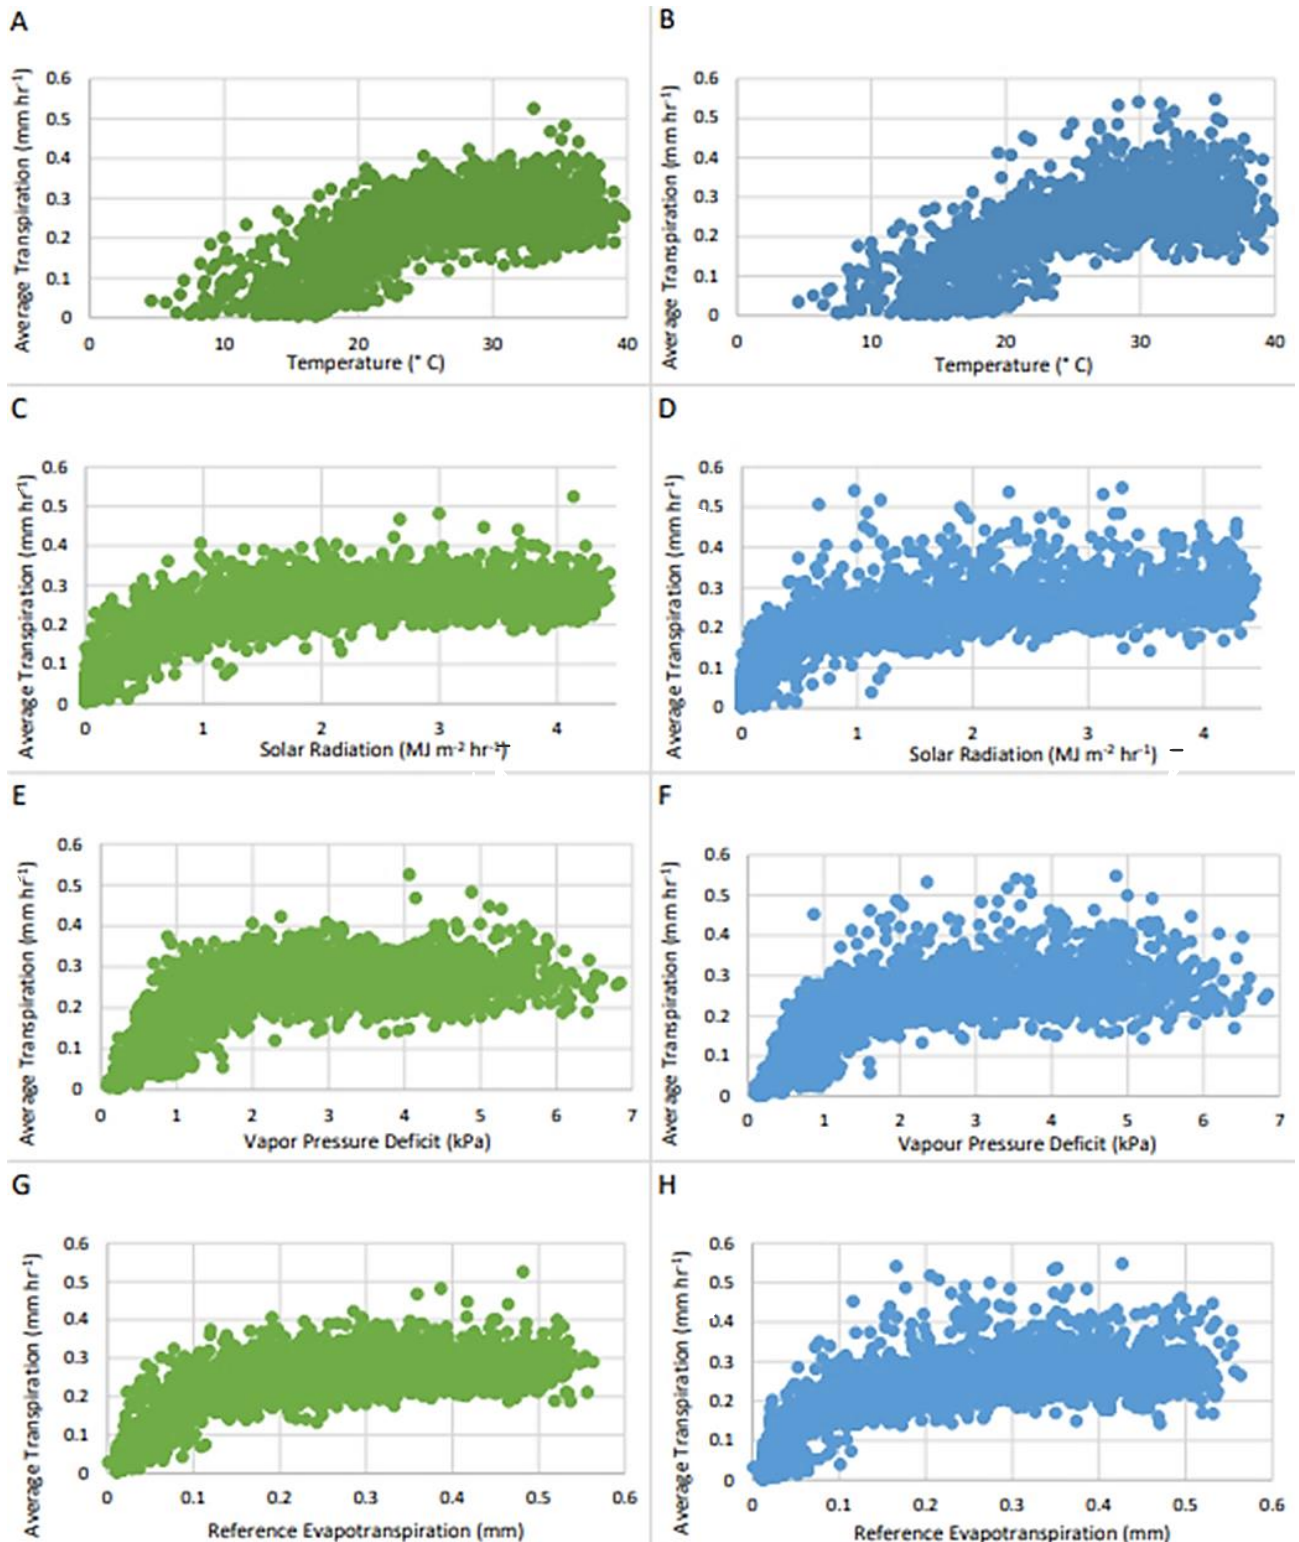 A
B
Average Transpiration (mm hr-1)
0.6
0.5
0.4
0.3
0.2
0.1
0
0 10 20 30 40
Temperature (° C)
Average Transpiration (mm hr-1)
0.6
0.5
0.4
0.3
0.2
0.1
0
0 10 20 30 40
Temperature (° C)
C
D
Average Transpiration (mm hr-1)
0.6
0.5
0.4
0.3
0.2
0.1
0
0 1 2 3 4
Solar Radiation (MJ m-2 hr-1)
Average Transpiration (mm hr-1)
0.6
0.5
0.4
0.3
0.2
0.1
0
0 1 2 3 4
Solar Radiation (MJ m-2 hr-1)
E
F
Average Transpiration (mm hr-1)
0.6
0.5
0.4
0.3
0.2
0.1
0
0 1 2 3 4 5 6 7
Vapor Pressure Deficit (kPa)
Average Transpiration (mm hr-1)
0.6
0.5
0.4
0.3
0.2
0.1
0
0 1 2 3 4 5 6 7
Vapour Pressure Deficit (kPa)
G
H
Average Transpiration (mm hr-1)
0.6
0.5
0.4
0.3
0.2
0.1
0
0 0.1 0.2 0.3 0.4 0.5 0.6
Reference Evapotranspiration (mm)
Average Transpiration (mm hr-1)
0.6
0.5
0.4
0.3
0.2
0.1
0
0 0.1 0.2 0.3 0.4 0.5 0.6
Reference Evapotranspiration (mm)